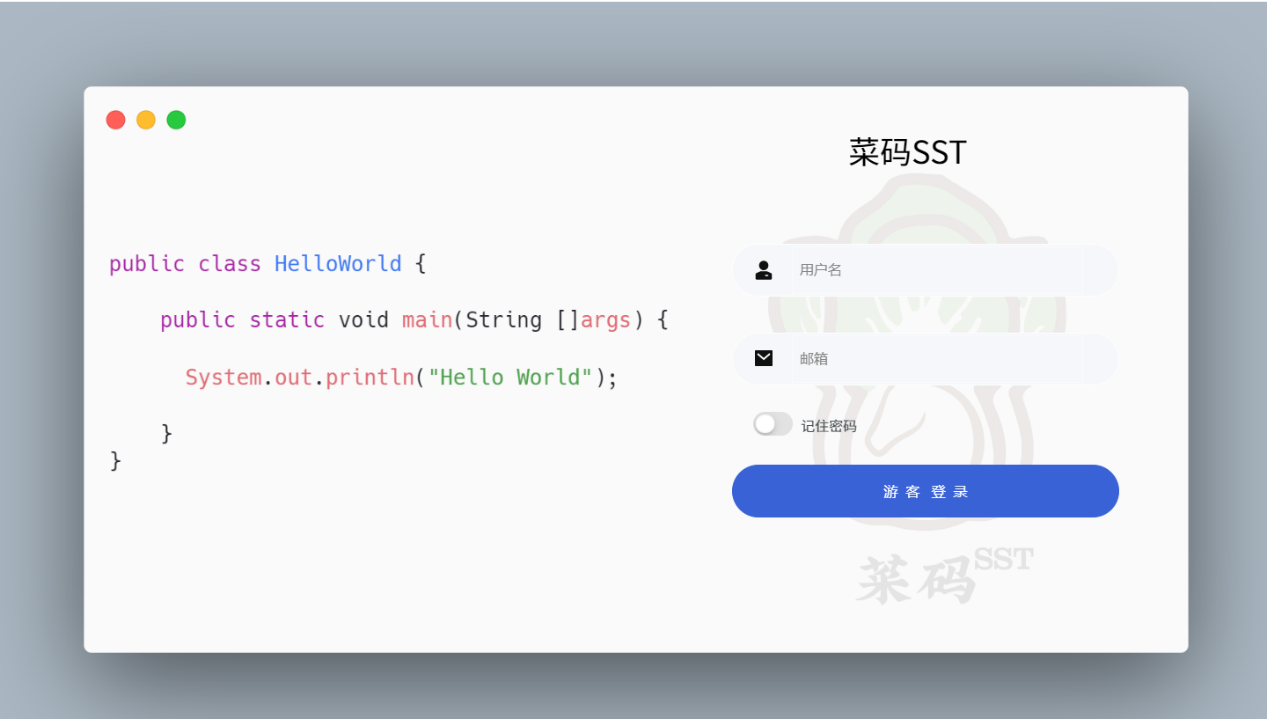 public class HelloWorld {
public static void main(String []args) {
System.out.println("Hello World");
}
}
菜码SST
用户名
邮箱
记住密码
游客登录
菜码SST